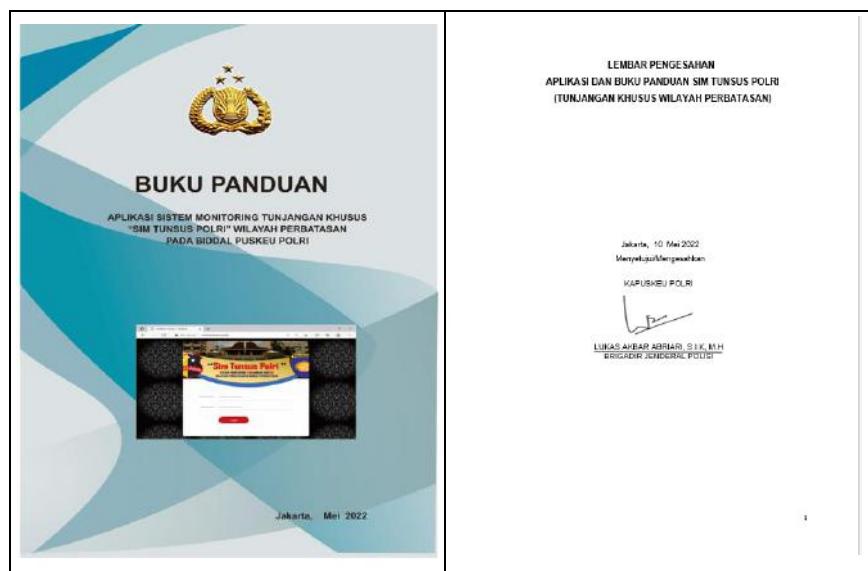 BUKU PANDUAN
APLIKASI SISTEM MONITORING TUNJANGAN KHUSUS
"SIM TUNSUS POLRI" WILAYAH PERBATASAN
PADA BIDDAL PUSKEU POLRI
"Sim Tunsus Polri"
Jakarta, Mei 2022
LEMBAR PENGESAHAN
APLIKASI DAN BUKU PANDUAN SIM TUNSUS POLRI
(TUNJANGAN KHUSUS WILAYAH PERBATASAN)
Jakarta, 10 Mei 2022
Menyetujui/Mengesahkan
KAPUSKEU POLRI
LUKAS AKBAR ABRIARI, S.I.K, M.H
BRIGADIR JENDERAL POLISI